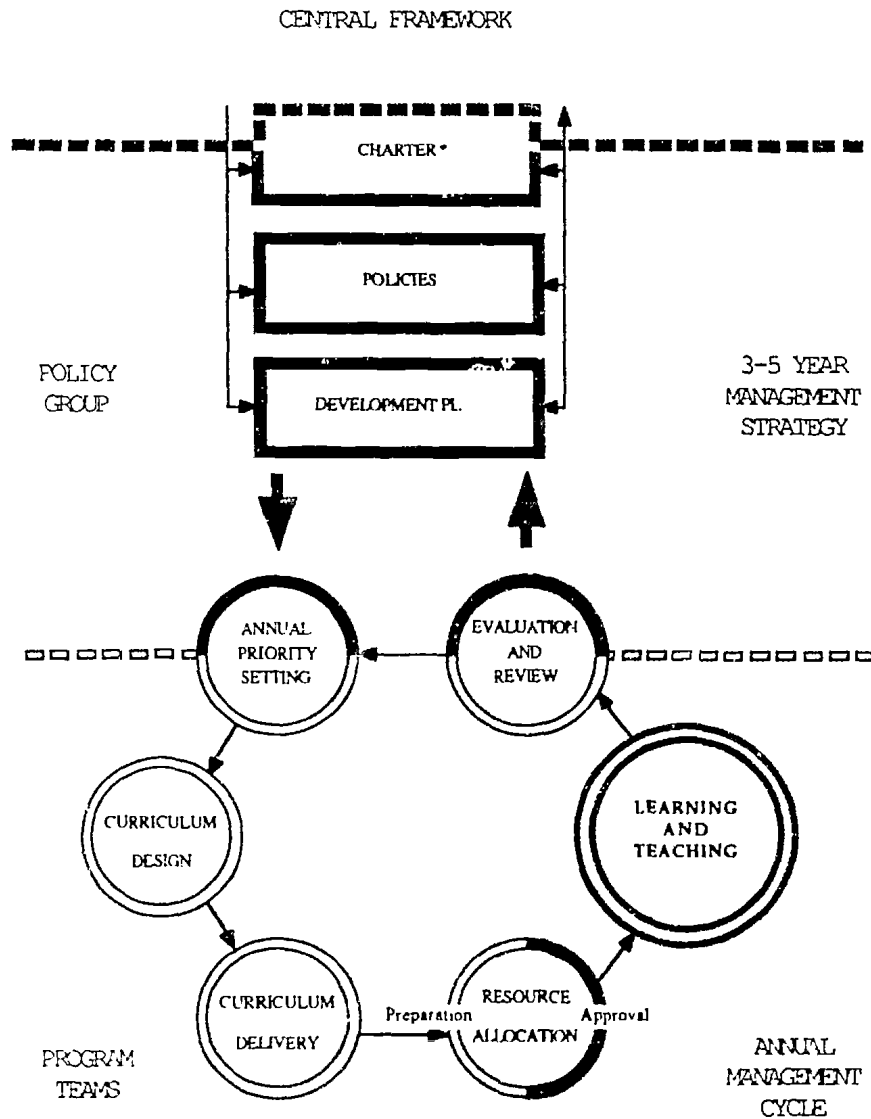 CENTRAL FRAMEWORK
CHARTER *
POLICIES
POLICY
GROUP
3-5 YEAR
MANAGEMENT
STRATEGY
DEVELOPMENT PL.
ANNUAL
PRIORITY
SETTING
EVALUATION
AND
REVIEW
CURRICULUM
DESIGN
LEARNING
AND
TEACHING
CURRICULUM
DELIVERY
Preparation
RESOURCE
ALLOCATION
Approval
PROGRAM
TEAMS
ANNUAL
MANAGEMENT
CYCLE